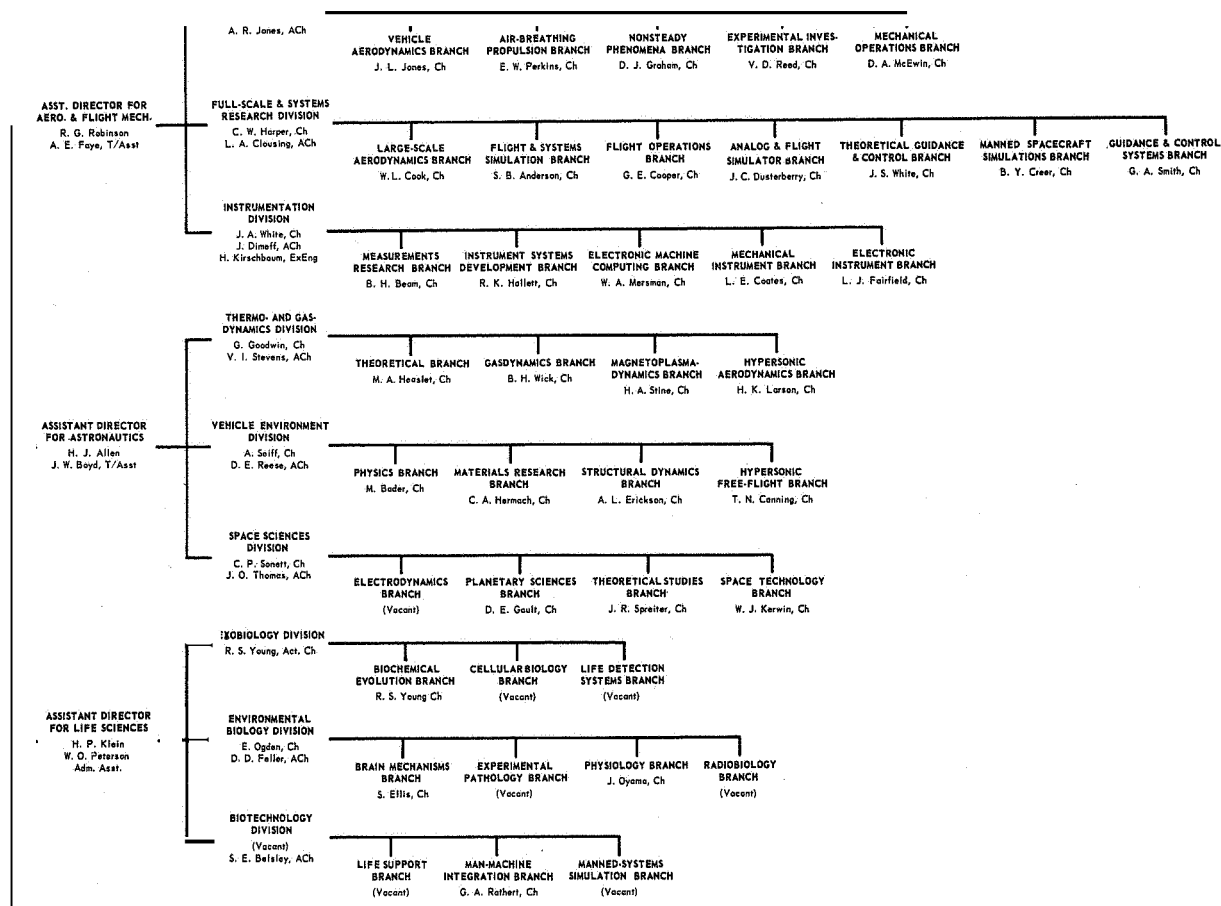 A. R. Jones, ACh
VEHICLE
AERODYNAMICS BRANCH
J. L. Jones, Ch
AIR-BREATHING
PROPULSION BRANCH
E. W. Perkins, Ch
NONSTEADY
PHENOMENA BRANCH
D. J. Graham, Ch
EXPERIMENTAL INVES-
TIGATION BRANCH
V. D. Reed, Ch
MECHANICAL
OPERATIONS BRANCH
D. A. McEwin, Ch
ASST. DIRECTOR FOR
AERO. & FLIGHT MECH.
R. G. Robinson
A. E. Faye, T/Asst
FULL-SCALE & SYSTEMS
RESEARCH DIVISION
C. W. Harper, Ch
L. A. Clousing, ACh
LARGE-SCALE
AERODYNAMICS BRANCH
W. L. Cook, Ch
FLIGHT & SYSTEMS
SIMULATION BRANCH
S. B. Anderson, Ch
FLIGHT OPERATIONS
BRANCH
G. E. Cooper, Ch
ANALOG & FLIGHT
SIMULATOR BRANCH
J. C. Dusterberry, Ch
THEORETICAL GUIDANCE
& CONTROL BRANCH
J. S. White, Ch
MANNED SPACECRAFT
SIMULATIONS BRANCH
B. Y. Creer, Ch
GUIDANCE & CONTROL
SYSTEMS BRANCH
G. A. Smith, Ch
INSTRUMENTATION
DIVISION
J. A. White, Ch
J. Dimeff, ACh
H. Kirschbaum, ExEng
MEASUREMENTS
RESEARCH BRANCH
B. H. Beam, Ch
INSTRUMENT SYSTEMS
DEVELOPMENT BRANCH
R. K. Hallett, Ch
ELECTRONIC MACHINE
COMPUTING BRANCH
W. A. Mersman, Ch
MECHANICAL
INSTRUMENT BRANCH
L. E. Coates, Ch
ELECTRONIC
INSTRUMENT BRANCH
L. J. Fairfield, Ch
THERMO- AND GAS-
DYNAMICS DIVISION
G. Goodwin, Ch
V. I. Stevens, ACh
THEORETICAL BRANCH
M. A. Heaslet, Ch
GASDYNAMICS BRANCH
B. H. Wick, Ch
MAGNETOPLASMA-
DYNAMICS BRANCH
H. A. Stine, Ch
HYPERSONIC
AERODYNAMICS BRANCH
H. K. Larson, Ch
ASSISTANT DIRECTOR
FOR ASTRONAUTICS
H. J. Allen
J. W. Boyd, T/Asst
VEHICLE ENVIRONMENT
DIVISION
A. Seiff, Ch
D. E. Reese, ACh
PHYSICS BRANCH
M. Bader, Ch
MATERIALS RESEARCH
BRANCH
C. A. Hermach, Ch
STRUCTURAL DYNAMICS
BRANCH
A. L. Erickson, Ch
HYPERSONIC
FREE-FLIGHT BRANCH
T. N. Canning, Ch
SPACE SCIENCES
DIVISION
C. P. Sonett, Ch
J. O. Thomas, ACh
ELECTRODYNAMICS
BRANCH
(Vacant)
PLANETARY SCIENCES
BRANCH
D. E. Gault, Ch
THEORETICAL STUDIES
BRANCH
J. R. Spreiter, Ch
SPACE TECHNOLOGY
BRANCH
W. J. Kerwin, Ch
EXOBIOLOGY DIVISION
R. S. Young, Act. Ch
BIOCHEMICAL
EVOLUTION BRANCH
R. S. Young Ch
CELLULAR BIOLOGY
BRANCH
(Vacant)
LIFE DETECTION
SYSTEMS BRANCH
(Vacant)
ASSISTANT DIRECTOR
FOR LIFE SCIENCES
H. P. Klein
W. O. Peterson
Adm. Asst.
ENVIRONMENTAL
BIOLOGY DIVISION
E. Ogden, Ch
D. D. Feller, ACh
BRAIN MECHANISMS
BRANCH
S. Ellis, Ch
EXPERIMENTAL
PATHOLOGY BRANCH
(Vacant)
PHYSIOLOGY BRANCH
J. Oyama, Ch
RADIOBIOLOGY
BRANCH
(Vacant)
BIOTECHNOLOGY
DIVISION
(Vacant)
S. E. Belsley, ACh
LIFE SUPPORT
BRANCH
(Vacant)
MAN-MACHINE
INTEGRATION BRANCH
G. A. Rathert, Ch
MANNED-SYSTEMS
SIMULATION BRANCH
(Vacant)